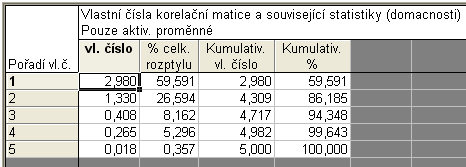 Vlastní čísla korelační matice a související statistiky (domacnosti)
Pouze aktiv. proměnné
Pořadí vl.č. vl. číslo % celk. rozptylu Kumulativ. vl. číslo Kumulativ. %
1 2,980 59,591 2,980 59,591
2 1,330 26,594 4,309 86,185
3 0,408 8,162 4,717 94,348
4 0,265 5,296 4,982 99,643
5 0,018 0,357 5,000 100,000